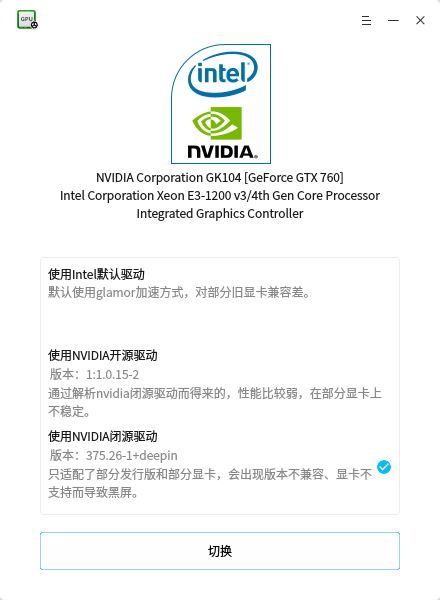 GPU
intel
NVIDIA.
NVIDIA Corporation GK104 [GeForce GTX 760]
Intel Corporation Xeon E3-1200 v3/4th Gen Core Processor
Integrated Graphics Controller
使用Intel默认驱动
默认使用glamor加速方式，对部分旧显卡兼容差。
使用NVIDIA开源驱动
版本：1:1.0.15-2
通过解析nvidia闭源驱动而得来的，性能比较弱，在部分显卡上
不稳定。
使用NVIDIA闭源驱动
版本：375.26-1+deepin
只适配了部分发行版和部分显卡，会出现版本不兼容、显卡不
支持而导致黑屏。
切换